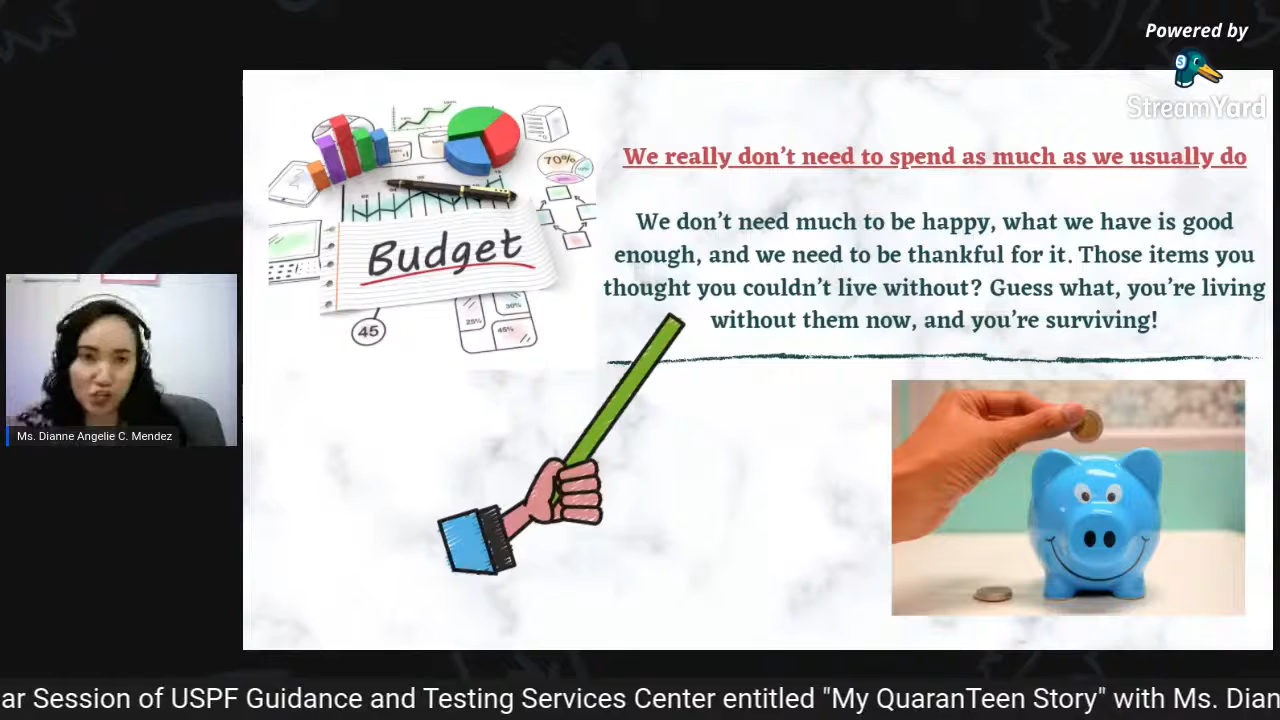 Powered by
StreamYard
We really don't need to spend as much as we usually do
We don't need much to be happy, what we have is good
enough, and we need to be thankful for it. Those items you
thought you couldn't live without? Guess what, you're living
without them now, and you're surviving!
70%
Budget
45
25%
30%
45%
Ms. Dianne Angelie C. Mendez
ar Session of USPF Guidance and Testing Services Center entitled "My QuaranTeen Story" with Ms. Dian